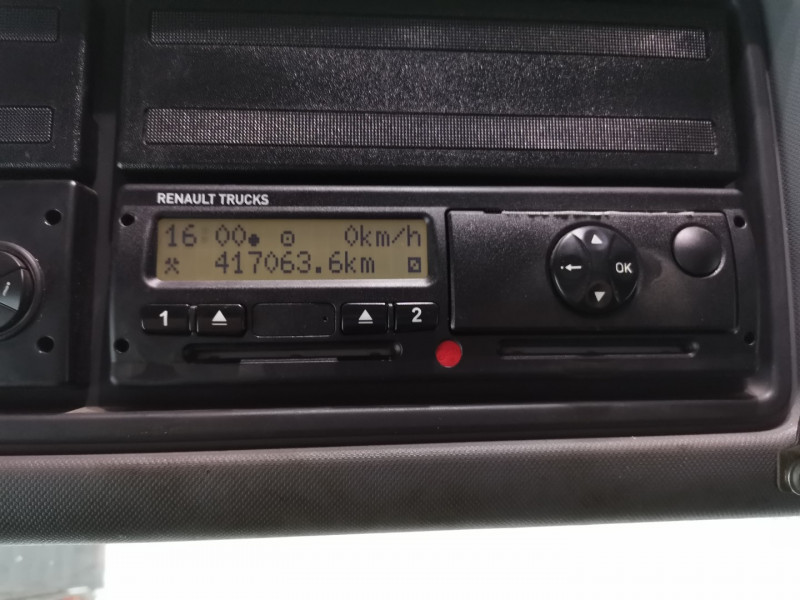 RENAULT TRUCKS
16:00 0km/h
417063.6km
1 2
OK